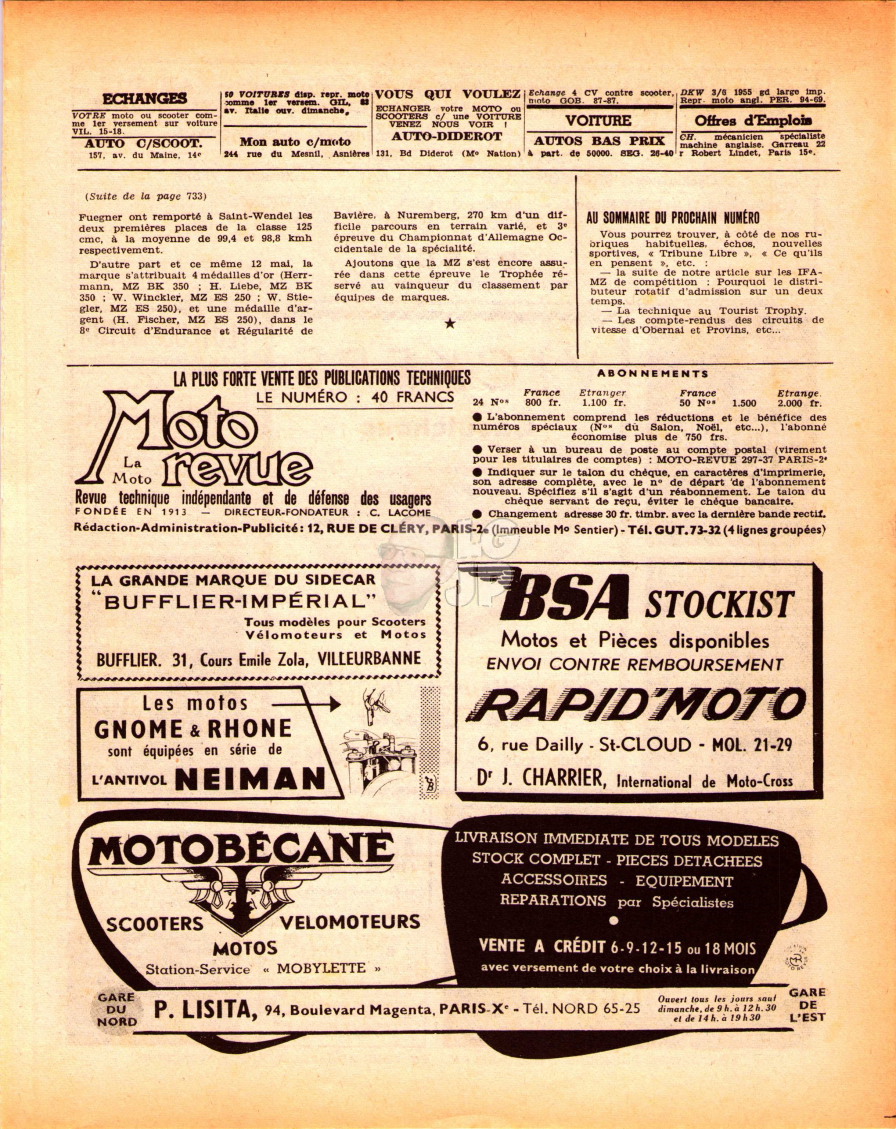 ECHANGES
VOTRE moto ou scooter com-
me 1er versement sur voiture
VIL. 15-18.
AUTO C/SCOOT.
157, av. du Maine, 14e
50 VOITURES disp. repr. moto
comme 1er versem. GIL, 83
av. Italie ouv. dimanche.
Mon auto c/moto
244 rue du Mesnil, Asnières
VOUS QUI VOULEZ
ECHANGER votre MOTO ou
SCOOTERS c/ une VOITURE
VENEZ NOUS VOIR !
AUTO-DIDEROT
131, Bd Diderot (Mo Nation)
Echange 4 CV contre scooter,
moto GOB. 87-87.
VOITURE
AUTOS BAS PRIX
à part. de 50000. SEG. 26-40
DKW 3/6 1955 gd large imp.
Repr. moto angl. PER. 94-69.
Offres d'Emplois
CH. mécanicien spécialiste
machine anglaise. Garreau 22
r Robert Lindet, Paris 15e.
(Suite de la page 733)
Fuegner ont remporté à Saint-Wendel les
deux premières places de la classe 125
cmc, à la moyenne de 99,4 et 98,8 kmh
respectivement.
D'autre part et ce même 12 mai, la
marque s'attribuait 4 médailles d'or (Herr-
mann, MZ BK 350 ; H. Liebe, MZ BK
350 ; W. Winckler, MZ ES 250 ; W. Stie-
gler, MZ ES 250), et une médaille d'ar-
gent (H. Fischer, MZ ES 250), dans le
8e Circuit d'Endurance et Régularité de
Bavière, à Nuremberg, 270 km d'un dif-
ficile parcours en terrain varié, et 3e
épreuve du Championnat d'Allemagne Oc-
cidentale de la spécialité.
Ajoutons que la MZ s'est encore assu-
rée dans cette épreuve le Trophée ré-
servé au vainqueur du classement par
équipes de marques.
★
AU SOMMAIRE DU PROCHAIN NUMÉRO
Vous pourrez trouver, à côté de nos ru-
briques habituelles, échos, nouvelles
sportives, « Tribune Libre », « Ce qu'ils
en pensent », etc. :
— la suite de notre article sur les IFA-
MZ de compétition : Pourquoi le distri-
buteur rotatif d'admission sur un deux
temps.
— La technique au Tourist Trophy.
— Les compte-rendus des circuits de
vitesse d'Obernai et Provins, etc...
LA PLUS FORTE VENTE DES PUBLICATIONS TECHNIQUES
LE NUMÉRO : 40 FRANCS
Moto
La Moto
revue
Revue technique indépendante et de défense des usagers
FONDÉE EN 1913 — DIRECTEUR-FONDATEUR : C. LACOME
ABONNEMENTS
France Etranger France Etrange.
24 Nos 800 fr. 1.100 fr. 50 Nos 1.500 2.000 fr.
● L'abonnement comprend les réductions et le bénéfice des
numéros spéciaux (Nos du Salon, Noël, etc...), l'abonné
économise plus de 750 frs.
● Verser à un bureau de poste au compte postal (virement
pour les titulaires de comptes) : MOTO-REVUE 297-37 PARIS-2e
● Indiquer sur le talon du chéque, en caractères d'imprimerie,
son adresse complète, avec le n° de départ de l'abonnement
nouveau. Spécifiez s'il s'agit d'un réabonnement. Le talon du
chéque servant de reçu, éviter le chéque bancaire.
● Changement adresse 30 fr. timbr. avec la dernière bande rectif.
Rédaction-Administration-Publicité : 12, RUE DE CLÉRY, PARIS-2e (Immeuble Mo Sentier) - Tél. GUT. 73-32 (4 lignes groupées)
LA GRANDE MARQUE DU SIDECAR
"BUFFLIER-IMPÉRIAL"
Tous modèles pour Scooters
Vélomoteurs et Motos
BUFFLIER. 31, Cours Emile Zola, VILLEURBANNE
Les motos
GNOME & RHONE
sont équipées en série de
L'ANTIVOL NEIMAN
BSA STOCKIST
Motos et Pièces disponibles
ENVOI CONTRE REMBOURSEMENT
RAPID'MOTO
6, rue Dailly - St-CLOUD - MOL. 21-29
Dr J. CHARRIER, International de Moto-Cross
MOTOBÉCANE
SCOOTERS VELOMOTEURS
MOTOS
Station-Service « MOBYLETTE »
LIVRAISON IMMEDIATE DE TOUS MODELES
STOCK COMPLET - PIECES DETACHEES
ACCESSOIRES - EQUIPEMENT
REPARATIONS par Spécialistes
●
VENTE A CRÉDIT 6-9-12-15 ou 18 MOIS
avec versement de votre choix à la livraison
GARE
DU
NORD
P. LISITA, 94, Boulevard Magenta, PARIS-Xe - Tél. NORD 65-25
Ouvert tous les jours sauf
dimanche, de 9 h. à 12 h. 30
et de 14 h. à 19 h 30
GARE
DE
L'EST